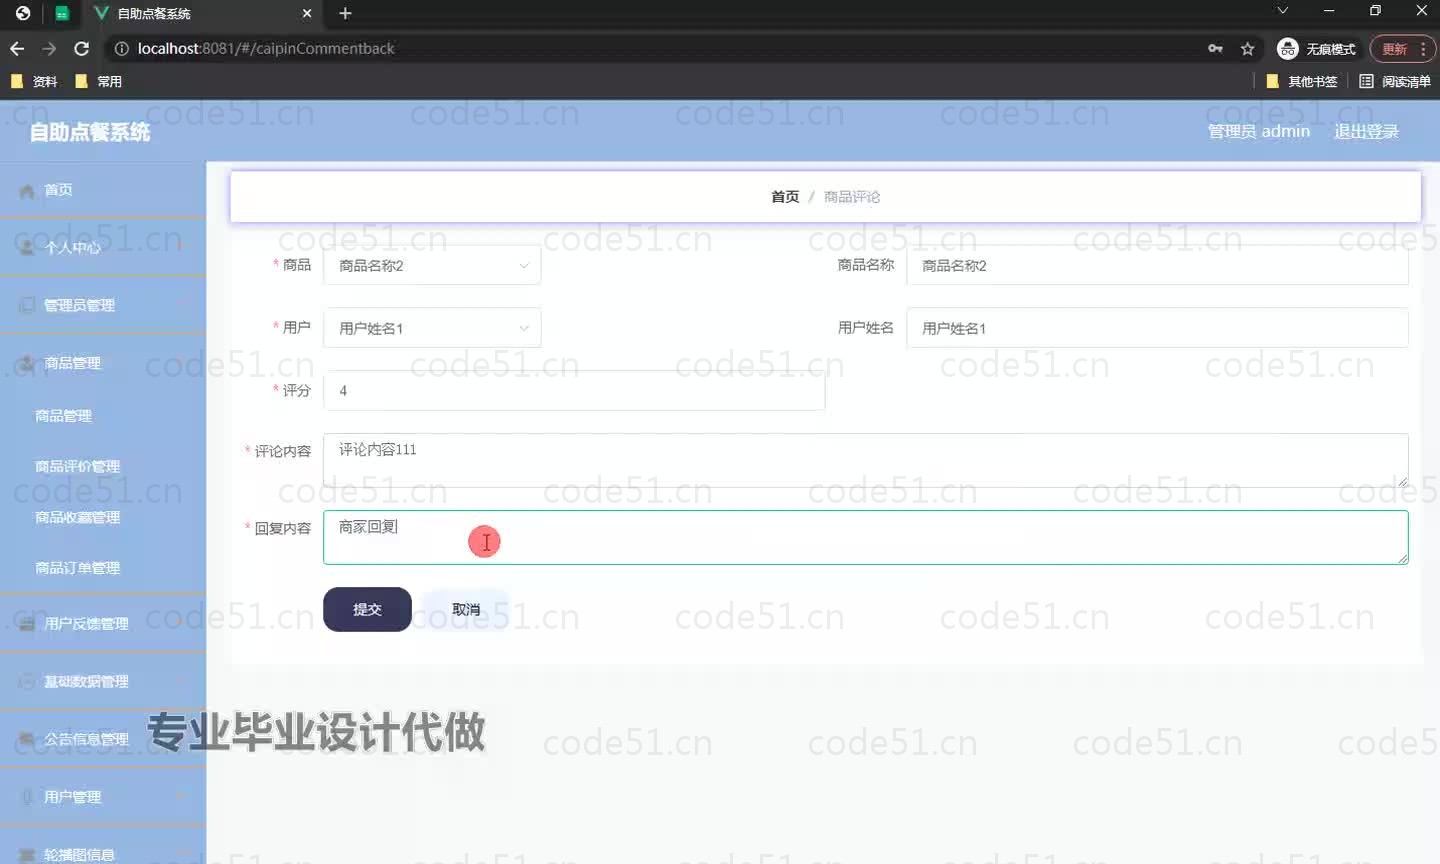 自助点餐系统
localhost:8081/#/caipinCommentback
无痕模式
更新
资料
常用
其他书签
阅读清单
自助点餐系统
管理员 admin
退出登录
首页
个人中心
管理员管理
商品管理
商品管理
商品评价管理
商品收藏管理
商品订单管理
用户反馈管理
基础数据管理
公告信息管理
用户管理
轮播图信息
首页 / 商品评论
* 商品 商品名称2
商品名称 商品名称2
* 用户 用户姓名1
用户姓名 用户姓名1
* 评分 4
* 评论内容 评论内容111
* 回复内容 商家回复
提交
取消
专业毕业设计代做
code51.cn